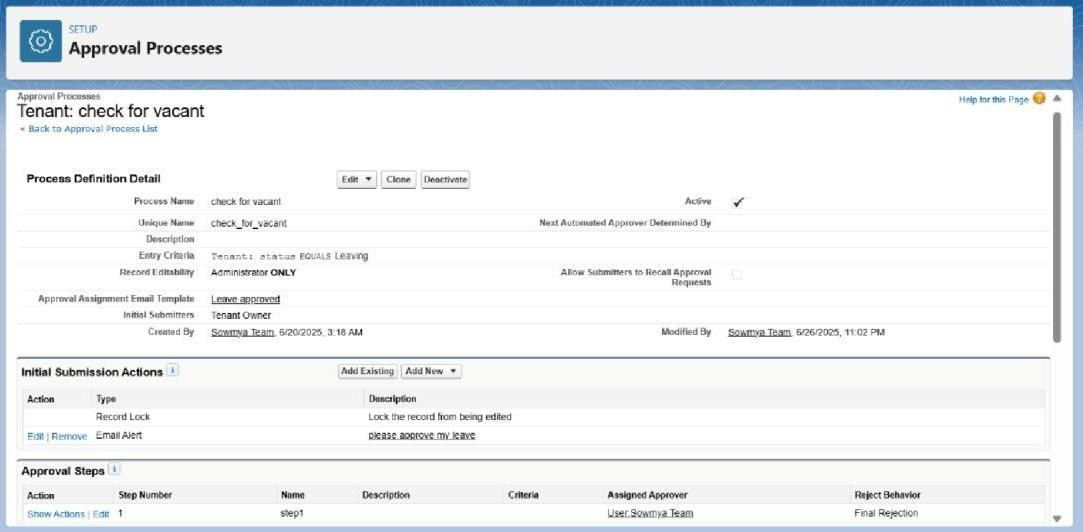 SETUP
Approval Processes
Approval Processes
Tenant: check for vacant
« Back to Approval Process List
Help for this Page ?
Process Definition Detail
Edit Clone Deactivate
Process Name check for vacant Active
Unique Name check_for_vacant Next Automated Approver Determined By
Description
Entry Criteria Tenant: status EQUALS Leaving
Record Editability Administrator ONLY Allow Submitters to Recall Approval Requests
Approval Assignment Email Template Leave approved
Initial Submitters Tenant Owner
Created By Sowmya Team, 6/20/2025, 3:18 AM Modified By Sowmya Team, 6/26/2025, 11:02 PM
Initial Submission Actions i Add Existing Add New
Action Type Description
Record Lock Lock the record from being edited
Edit | Remove Email Alert please approve my leave
Approval Steps i
Action Step Number Name Description Criteria Assigned Approver Reject Behavior
Show Actions | Edit 1 step1 User:Sowmya Team Final Rejection